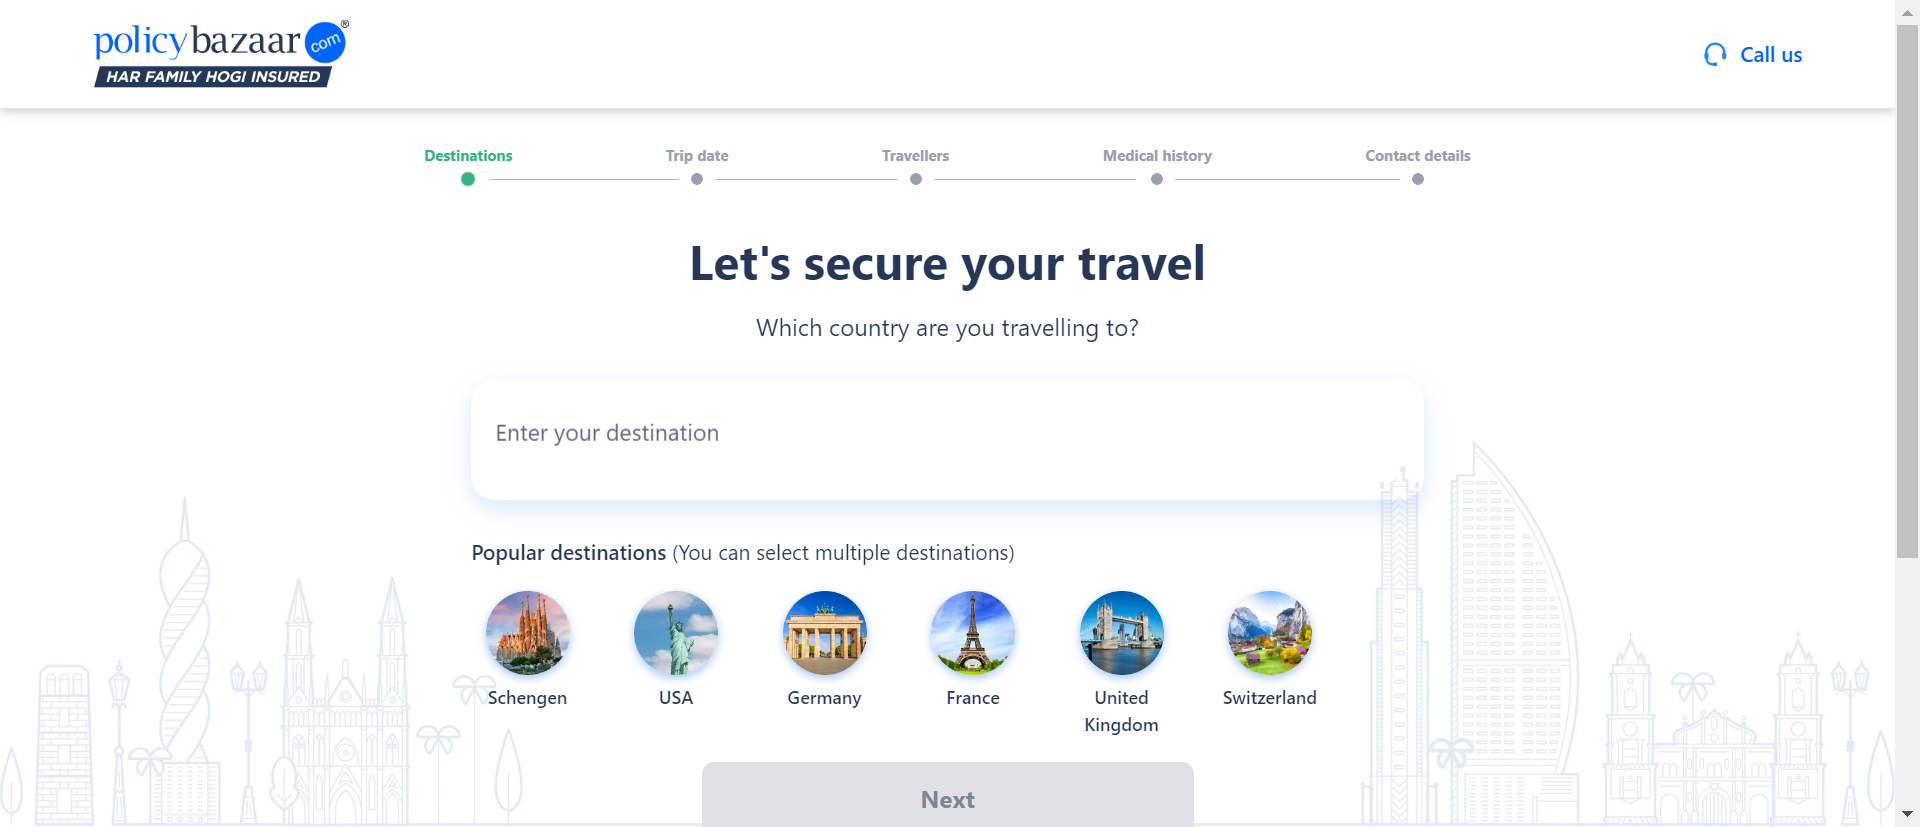 policybazaar com ®
HAR FAMILY HOGI INSURED
Call us
Destinations
Trip date
Travellers
Medical history
Contact details
Let's secure your travel
Which country are you travelling to?
Enter your destination
Popular destinations (You can select multiple destinations)
Schengen
USA
Germany
France
United
Kingdom
Switzerland
Next